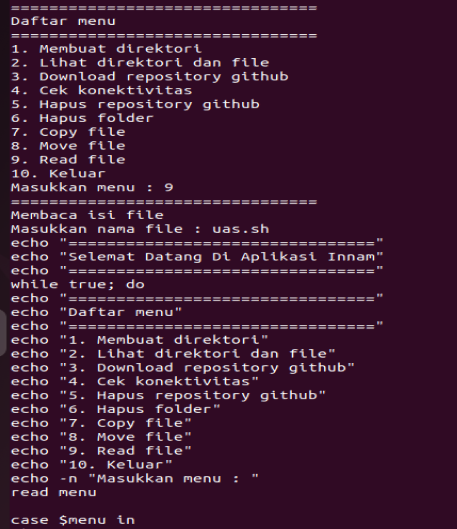 ================================
Daftar menu
================================
1. Membuat direktori
2. Lihat direktori dan file
3. Download repository github
4. Cek konektivitas
5. Hapus repository github
6. Hapus folder
7. Copy file
8. Move file
9. Read file
10. Keluar
Masukkan menu : 9
================================
Membaca isi file
Masukkan nama file : uas.sh
echo "================================"
echo "Selemat Datang Di Aplikasi Innam"
echo "================================"
while true; do
echo "================================"
echo "Daftar menu"
echo "================================"
echo "1. Membuat direktori"
echo "2. Lihat direktori dan file"
echo "3. Download repository github"
echo "4. Cek konektivitas"
echo "5. Hapus repository github"
echo "6. Hapus folder"
echo "7. Copy file"
echo "8. Move file"
echo "9. Read file"
echo "10. Keluar"
echo -n "Masukkan menu : "
read menu

case $menu in